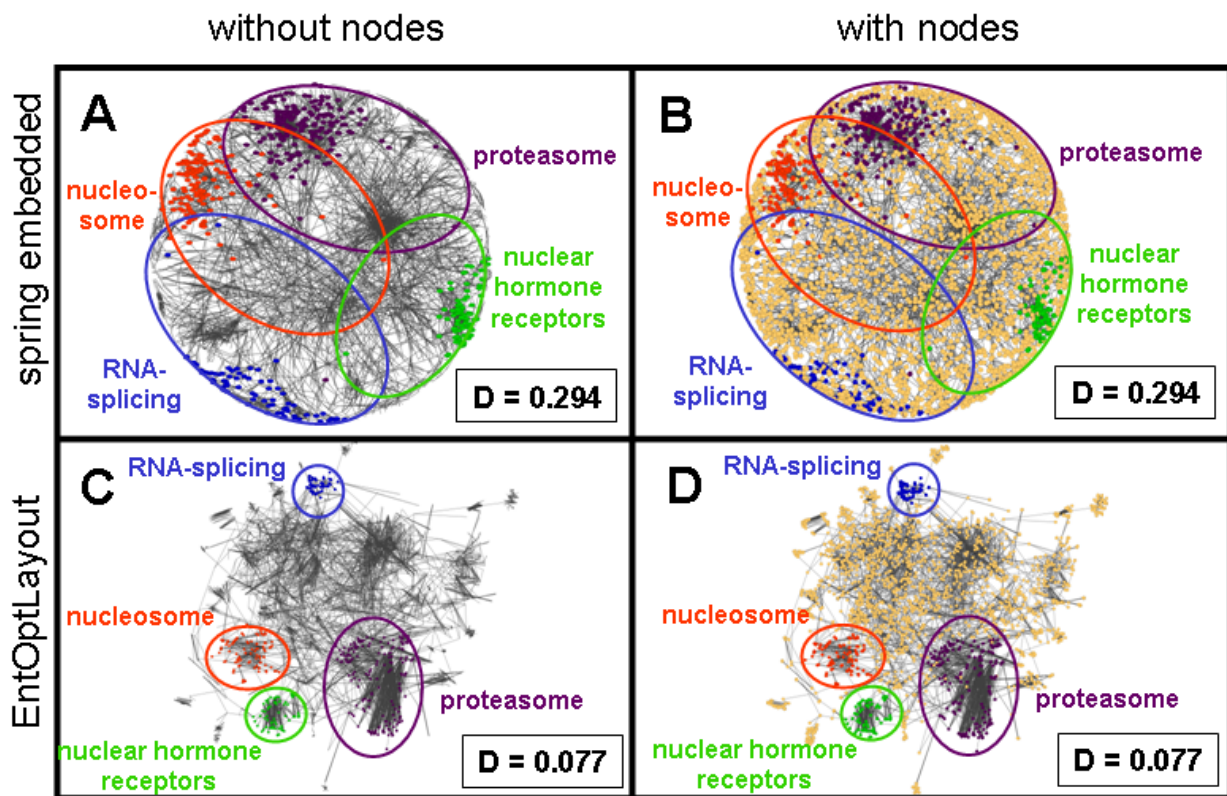 without nodes
with nodes
spring embedded
A
proteasome
nucleo-
some
nuclear
hormone
receptors
RNA-
splicing
D = 0.294
B
proteasome
nucleo-
some
nuclear
hormone
receptors
RNA-
splicing
D = 0.294
EntOptLayout
C
RNA-splicing
nucleosome
proteasome
nuclear hormone
receptors
D = 0.077
D
RNA-splicing
nucleosome
proteasome
nuclear hormone
receptors
D = 0.077